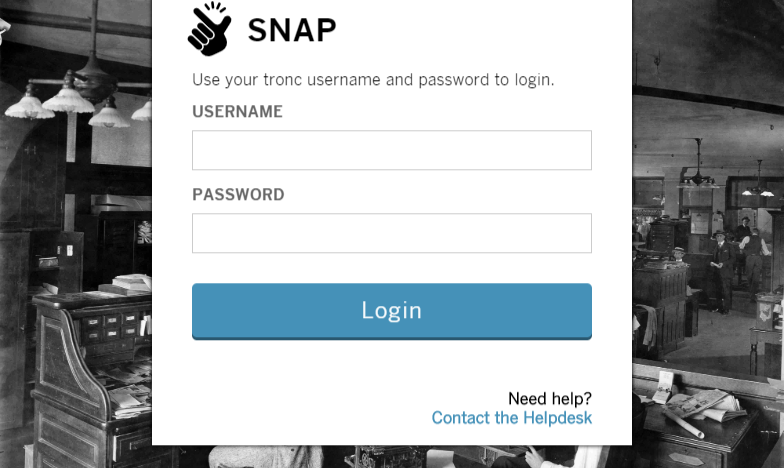 SNAP
Use your tronc username and password to login.
USERNAME
PASSWORD
Login
Need help?
Contact the Helpdesk